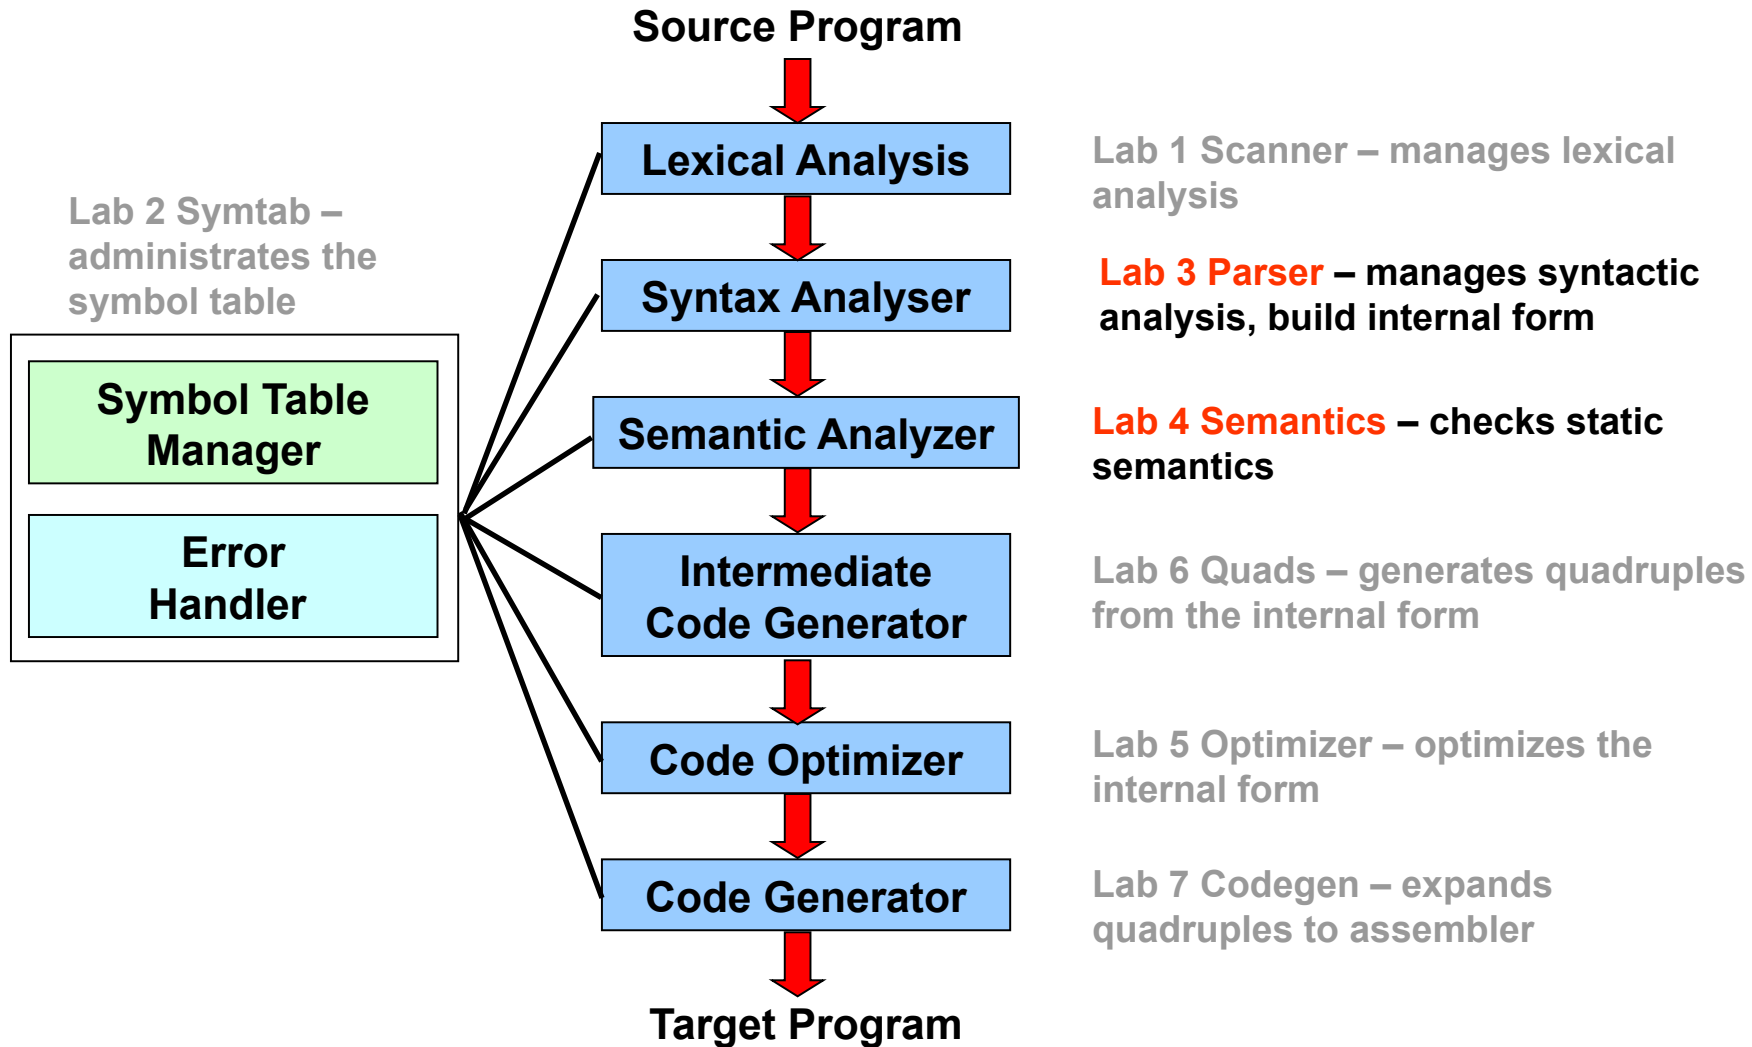 Source Program
Lexical Analysis
Lab 1 Scanner – manages lexical
analysis
Lab 2 Symtab –
administrates the
symbol table
Syntax Analyser
Lab 3 Parser – manages syntactic
analysis, build internal form
Symbol Table
Manager
Semantic Analyzer
Lab 4 Semantics – checks static
semantics
Error
Handler
Intermediate
Code Generator
Lab 6 Quads – generates quadruples
from the internal form
Code Optimizer
Lab 5 Optimizer – optimizes the
internal form
Code Generator
Lab 7 Codegen – expands
quadruples to assembler
Target Program